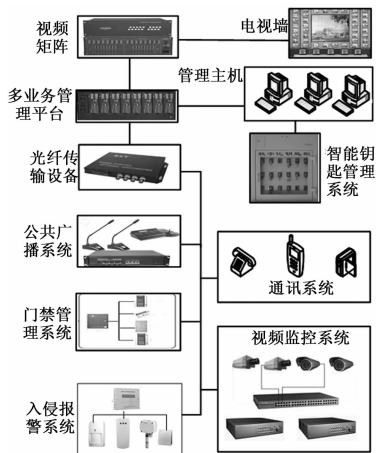 视频
矩阵
电视墙
多业务管
理平台
管理主机
光纤传
输设备
智能钥
匙管理
系统
公共广
播系统
通讯系统
门禁管
理系统
视频监控系统
入侵报
警系统